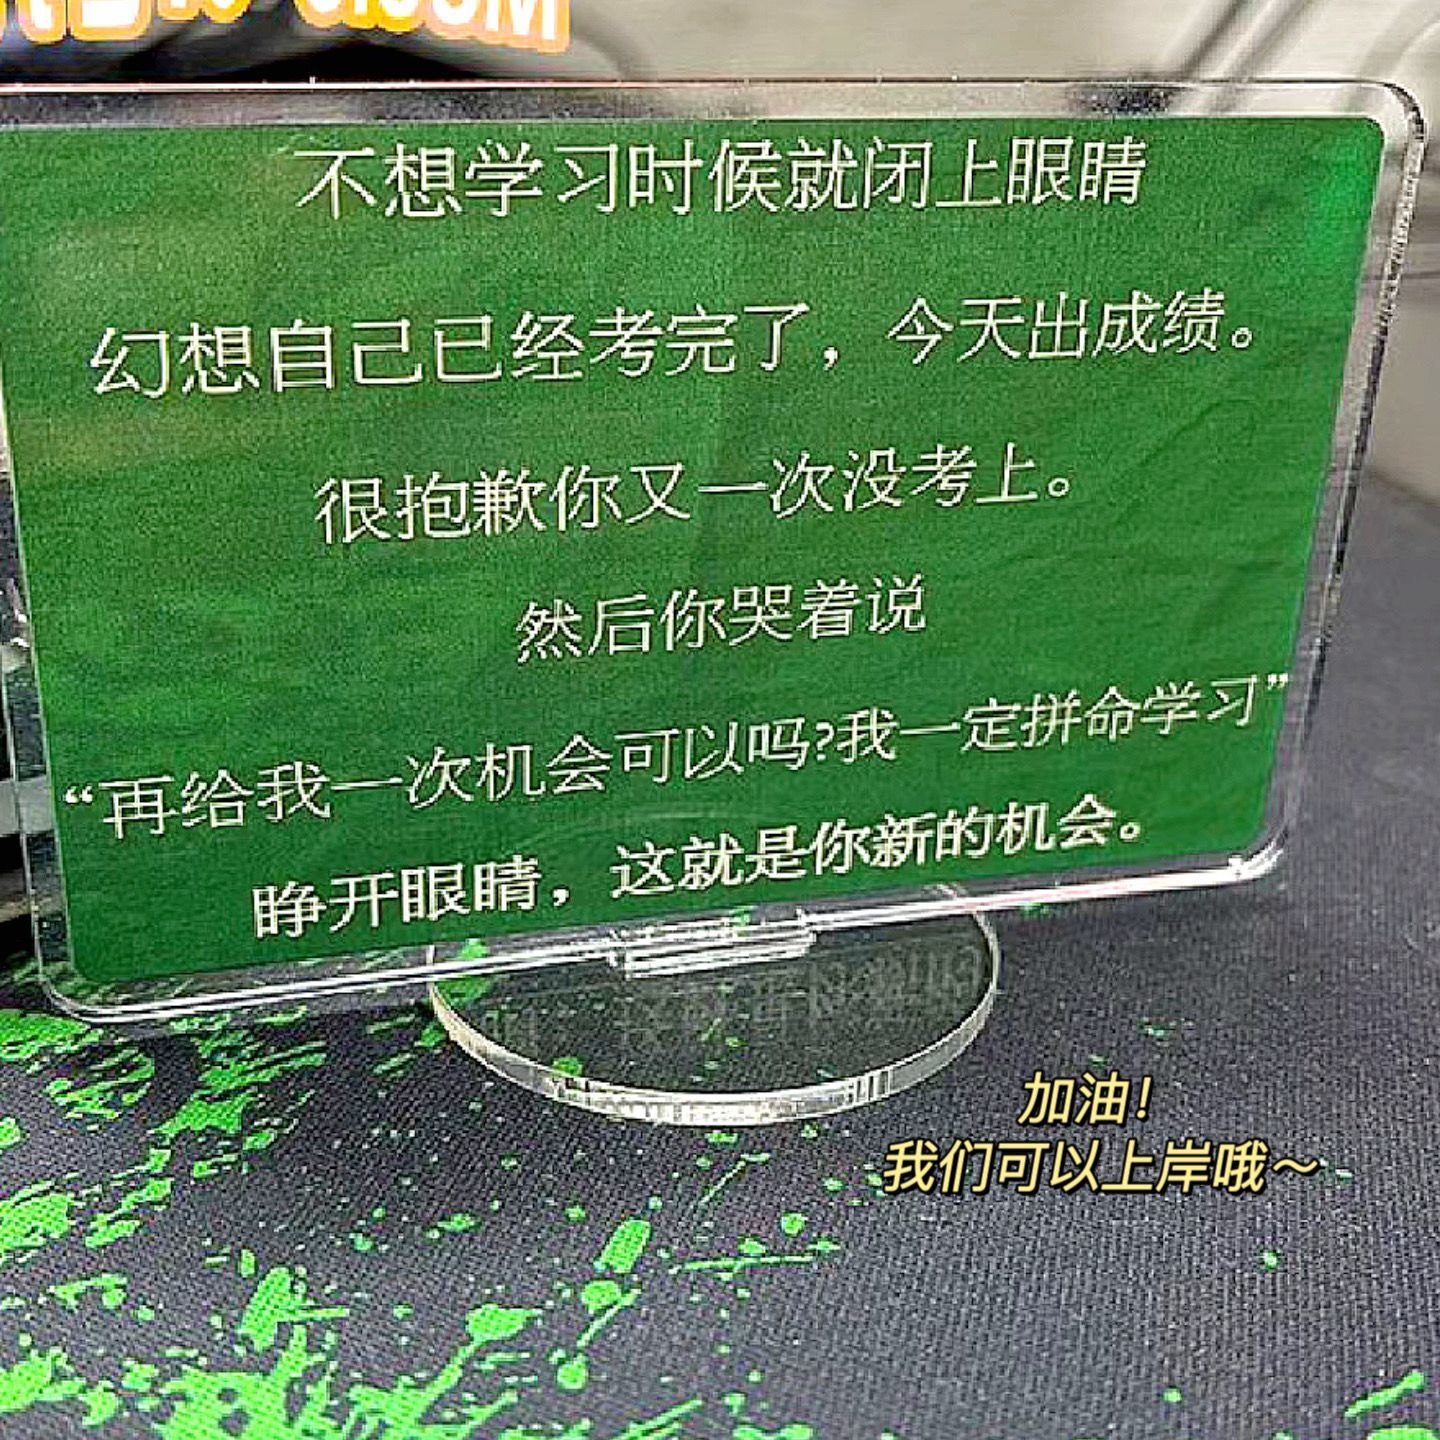 不想学习时候就闭上眼睛
幻想自己已经考完了，今天出成绩。
很抱歉你又一次没考上。
然后你哭着说
“再给我一次机会可以吗?我一定拼命学习”
睁开眼睛，这就是你新的机会。
加油！
我们可以上岸哦～